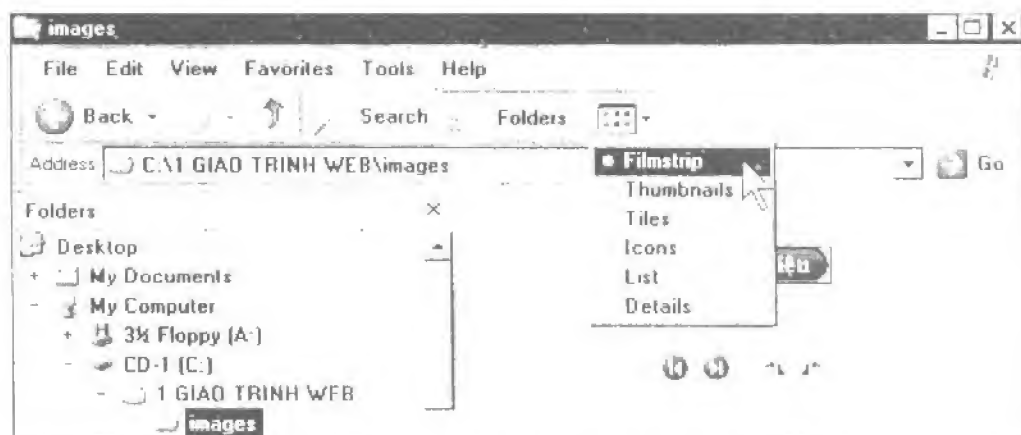 images
File Edit View Favorites Tools Help
Back Search Folders
Address C:\1 GIAO TRINH WEB\images Go
Filmstrip
Thumbnails
Tiles
Icons
List
Details
Folders
Desktop
My Documents
My Computer
3½ Floppy (A:)
CD-1 (C:)
1 GIAO TRINH WEB
images